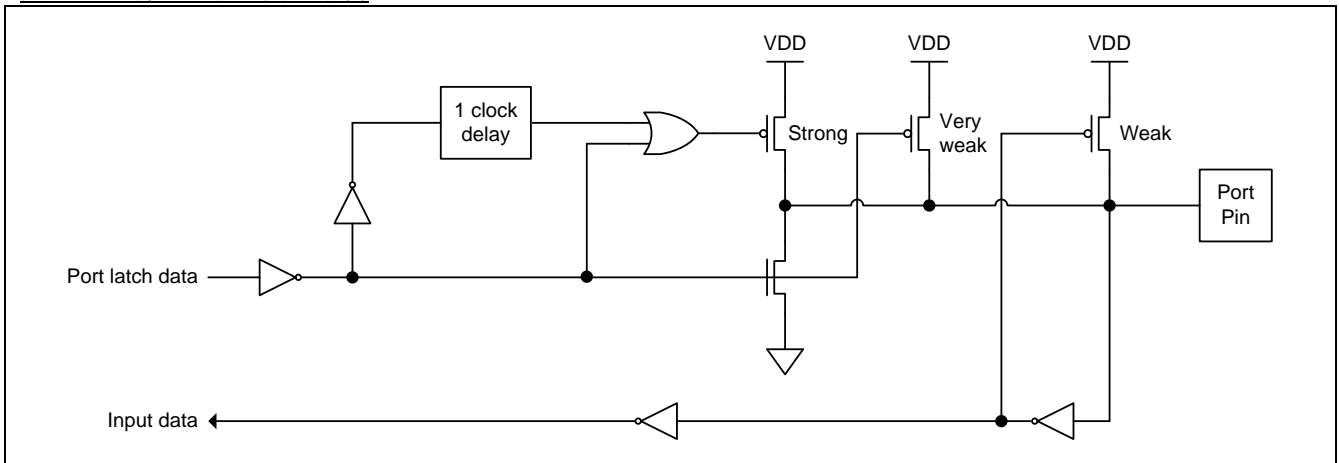 VDD
VDD
VDD
1 clock
delay
Strong
Very
weak
Weak
Port
Pin
Port latch data
Input data